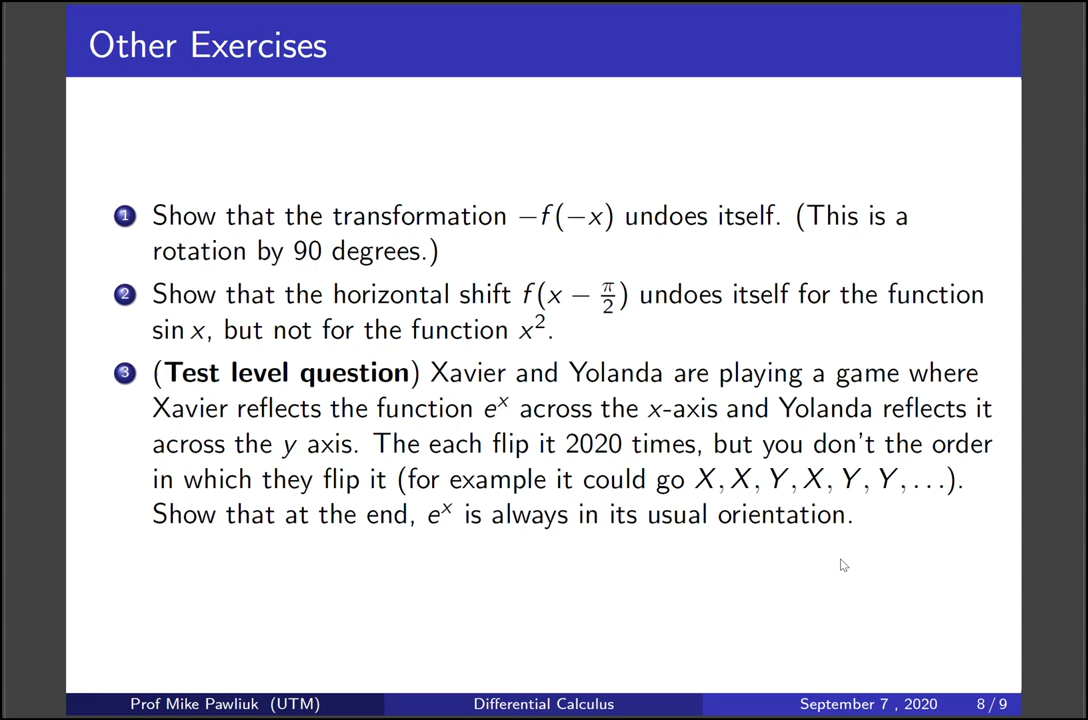 Other Exercises
1 Show that the transformation −f(−x) undoes itself. (This is a
rotation by 90 degrees.)
2 Show that the horizontal shift f(x − π/2) undoes itself for the function
sin x, but not for the function x².
3 (Test level question) Xavier and Yolanda are playing a game where
Xavier reflects the function eˣ across the x-axis and Yolanda reflects it
across the y axis. The each flip it 2020 times, but you don't the order
in which they flip it (for example it could go X, X, Y, X, Y, Y, ...).
Show that at the end, eˣ is always in its usual orientation.
Prof Mike Pawliuk (UTM) Differential Calculus September 7 , 2020 8 / 9